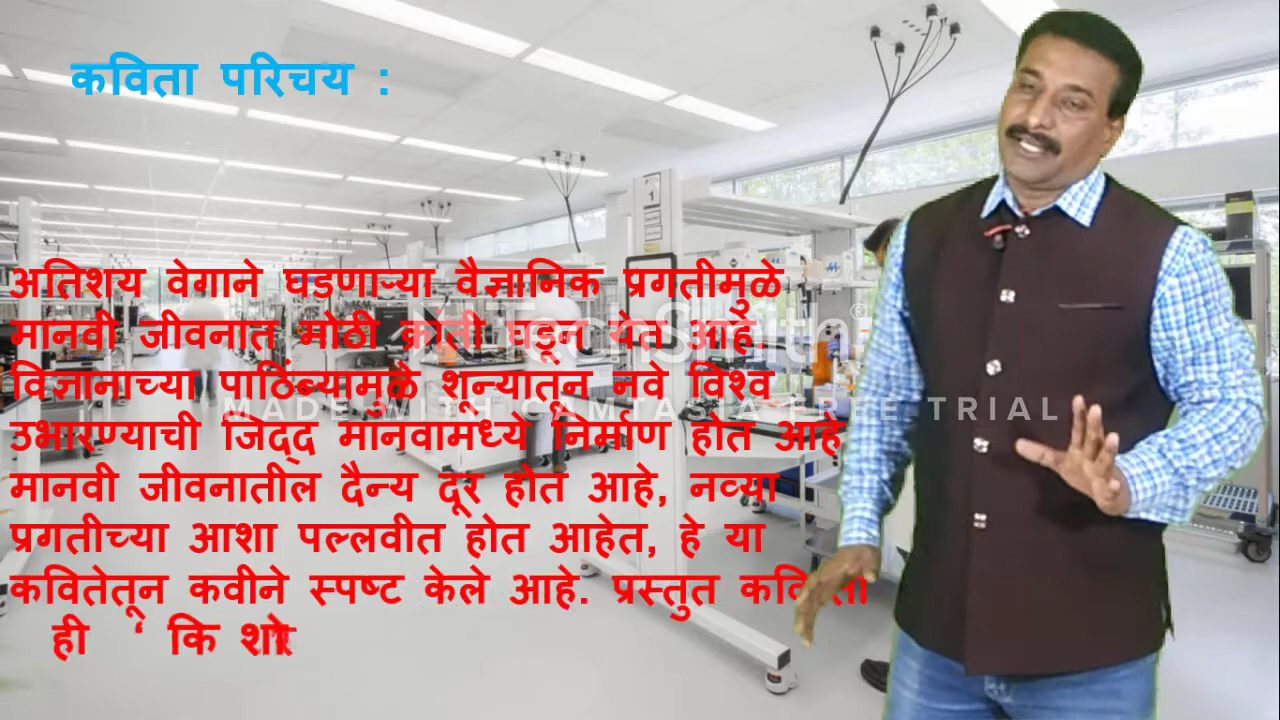 कविता परिचय :
अतिशय वेगाने घडणाऱ्या वैज्ञानिक प्रगतीमुळे
मानवी जीवनात मोठी क्रांती घडून येत आहे.
विज्ञानाच्या पाठिंब्यामुळे शून्यातून नवे विश्व
उभारण्याची जिद्द मानवामध्ये निर्माण होत आहे
मानवी जीवनातील दैन्य दूर होत आहे, नव्या
प्रगतीच्या आशा पल्लवीत होत आहेत, हे या
कवितेतून कवीने स्पष्ट केले आहे. प्रस्तुत कविता
ही ‘ कि
TechSmith®
MADE WITH CAMTASIA FREE TRIAL